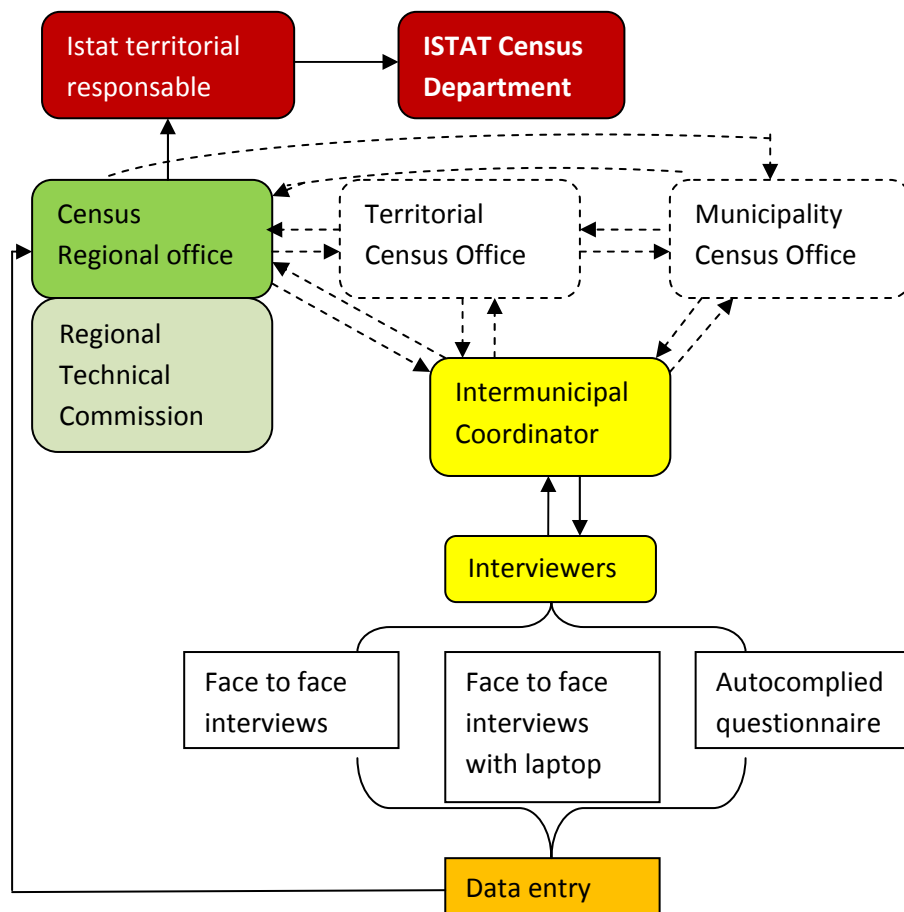 Istat territorial
responsable
ISTAT Census
Department
Census
Regional office
Territorial
Census Office
Municipality
Census Office
Regional
Technical
Commission
Intermunicipal
Coordinator
Interviewers
Face to face
interviews
Face to face
interviews
with laptop
Autocomplied
questionnaire
Data entry